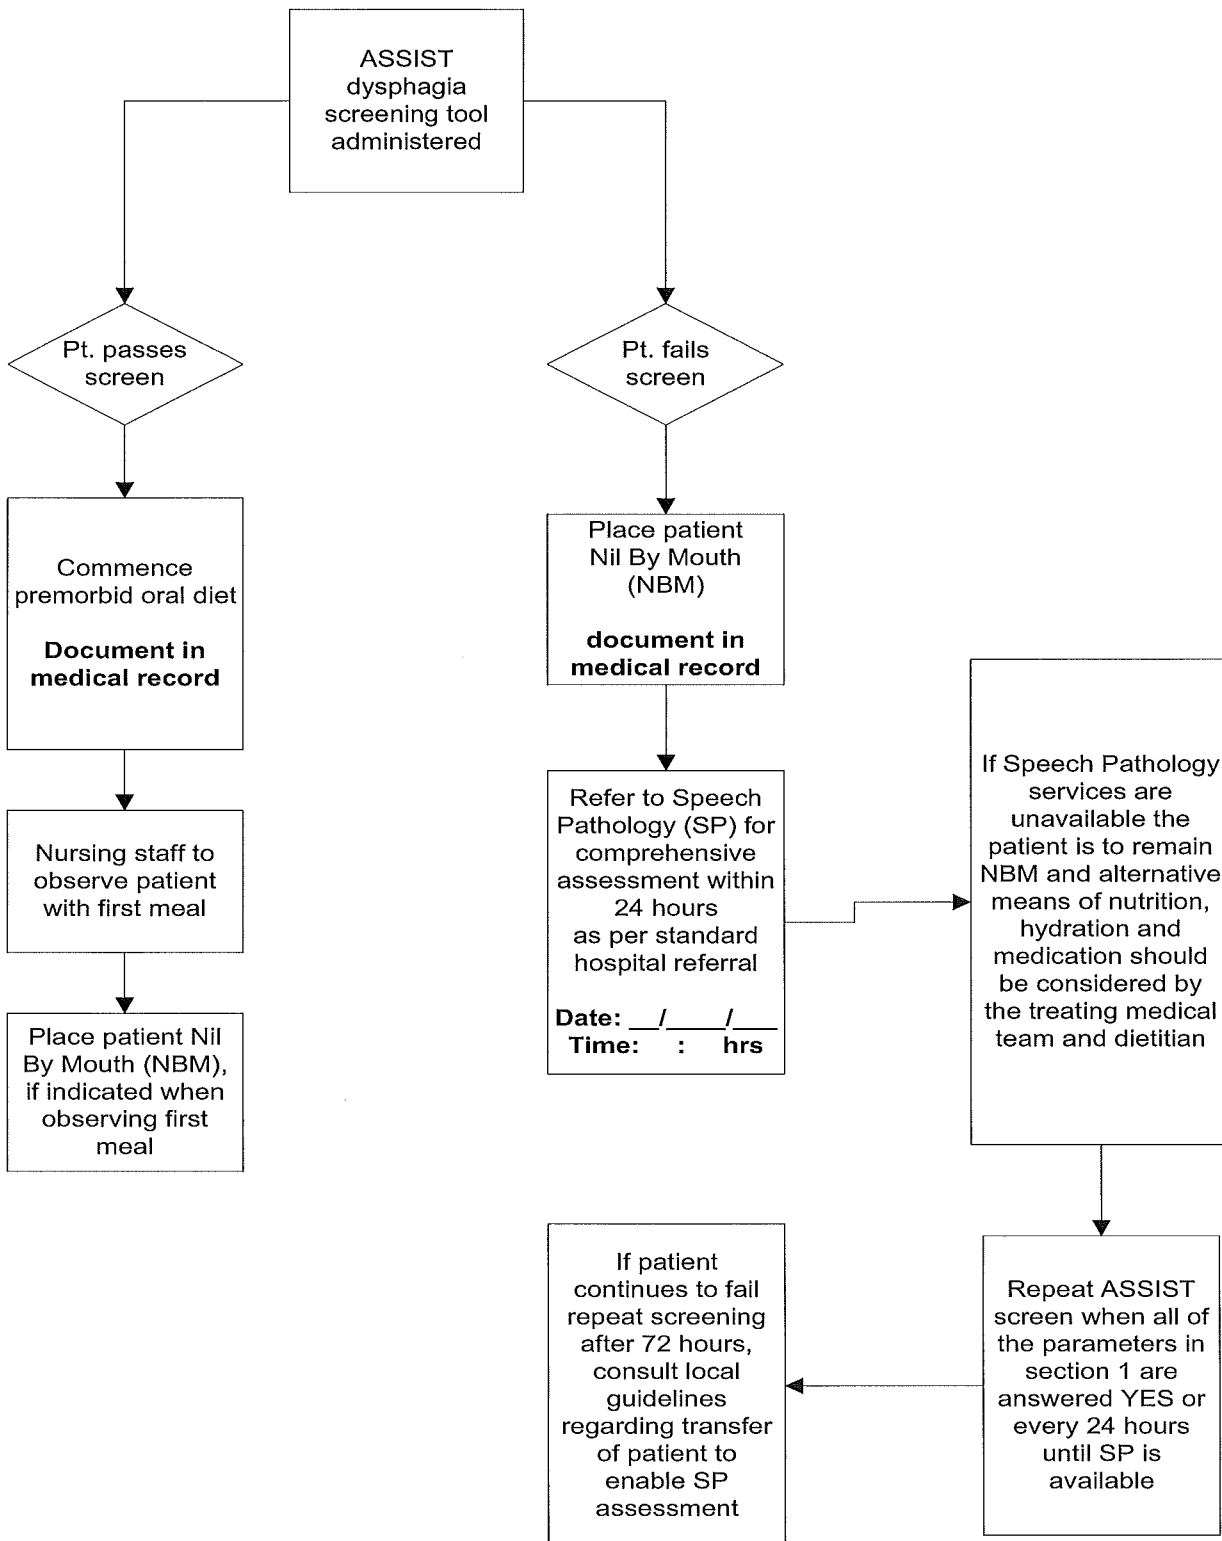 ASSIST
dysphagia
screening tool
administered
Pt. passes
screen
Commence
premorbid oral diet
Document in
medical record
Nursing staff to
observe patient
with first meal
Place patient Nil
By Mouth (NBM),
if indicated when
observing first
meal
Pt. fails
screen
Place patient
Nil By Mouth
(NBM)
document in
medical record
Refer to Speech
Pathology (SP) for
comprehensive
assessment within
24 hours
as per standard
hospital referral
Date: __/____/___
Time: : hrs
If Speech Pathology
services are
unavailable the
patient is to remain
NBM and alternative
means of nutrition,
hydration and
medication should
be considered by
the treating medical
team and dietitian
Repeat ASSIST
screen when all of
the parameters in
section 1 are
answered YES or
every 24 hours
until SP is
available
If patient
continues to fail
repeat screening
after 72 hours,
consult local
guidelines
regarding transfer
of patient to
enable SP
assessment